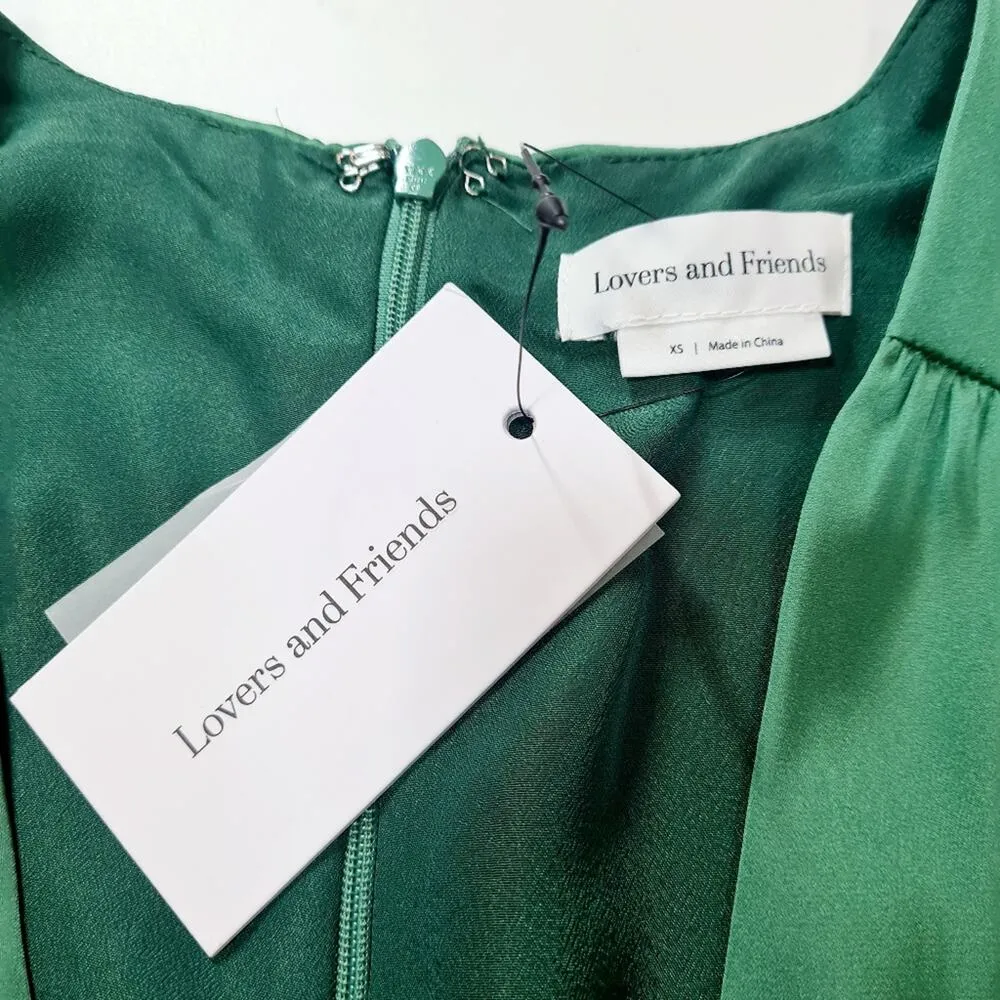 Lovers and Friends
XS | Made in China
Lovers and Friends